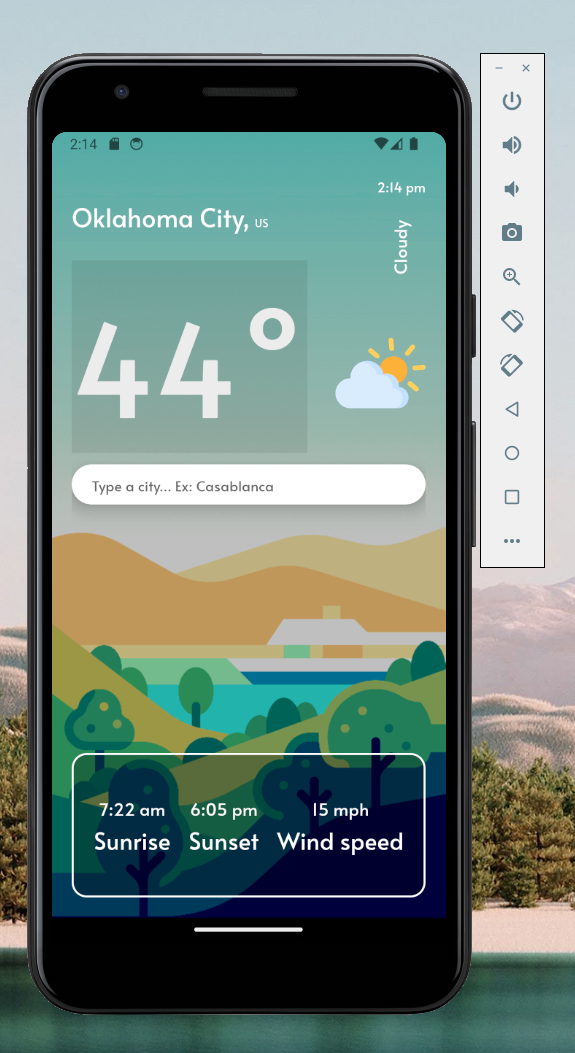 2:14
2:14 pm
Oklahoma City, US
Cloudy
44°
Type a city... Ex: Casablanca
7:22 am 6:05 pm 15 mph
Sunrise Sunset Wind speed